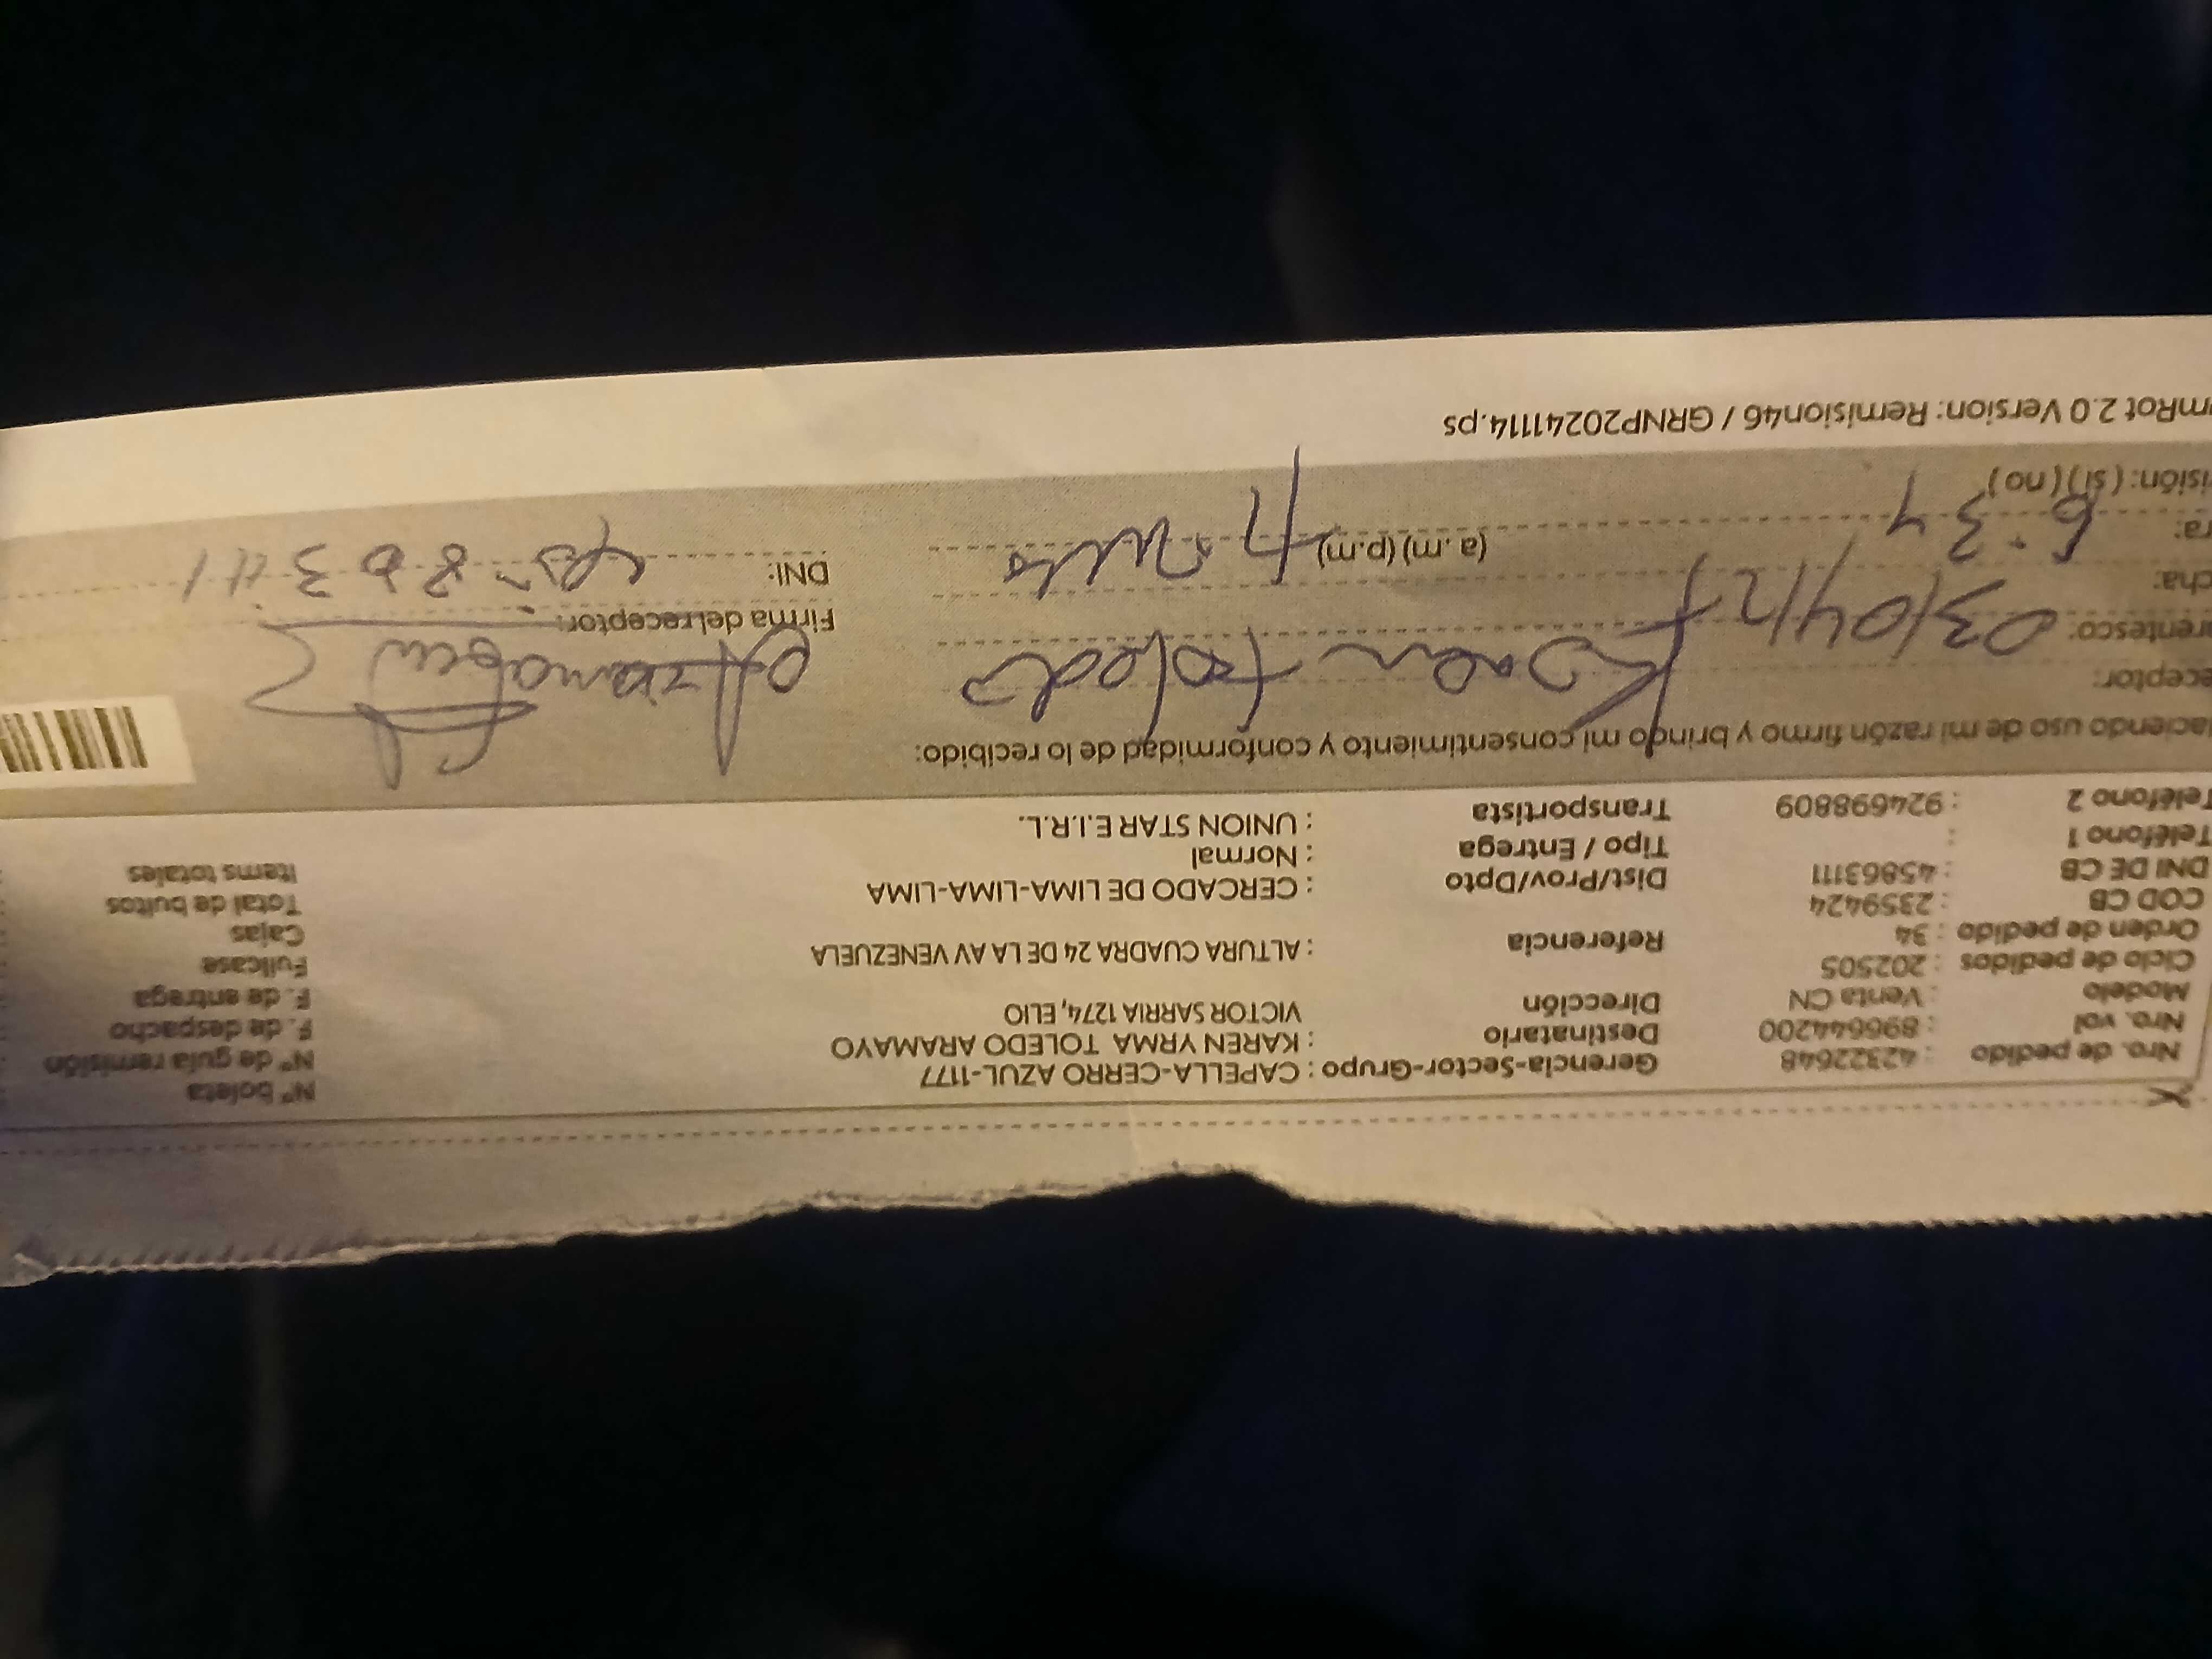 Nro. de pedido : 42322648 Gerencia-Sector-Grupo : CAPELLA-CERRO AZUL-1177 N° boleta
Nro. vol : 896644200 Destinatario : KAREN YRMA TOLEDO ARAMAYO N° de guía remisión
Modelo : Venta CN Dirección VICTOR SARRIA 1274, ELIO F. de despacho
Ciclo de pedidos : 202505 F. de entrega
Orden de pedido : 34 Referencia : ALTURA CUADRA 24 DE LA AV VENEZUELA Fullcase
COD CB : 2359424 Cajas
DNI DE CB : 45863111 Dist/Prov/Dpto : CERCADO DE LIMA-LIMA-LIMA Total de bultos
Teléfono 1 : Tipo / Entrega : Normal Items totales
Teléfono 2 : 924698809 Transportista : UNION STAR E.I.R.L.
Haciendo uso de mi razón firmo y brindo mi consentimiento y conformidad de lo recibido:
eceptor: Karen Toledo
rentesco: Firma del receptor:
cha: 03/04/25 DNI: 45863111
ra: 6:34 (a.m) (p.m)
isión: (si) (no)
mRot 2.0 Version: Remision46 / GRNP20241114.ps